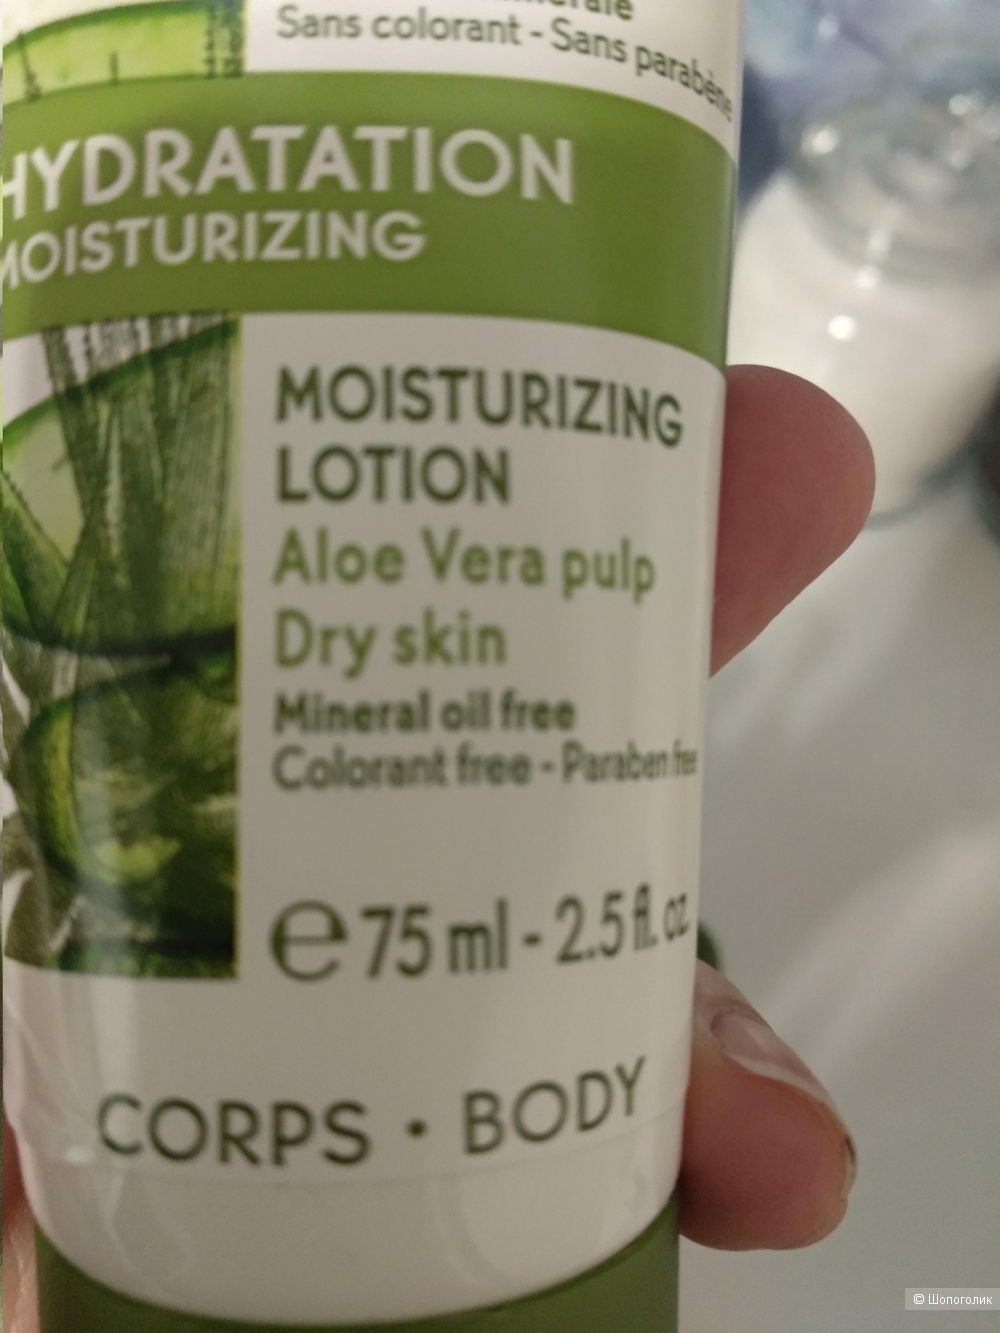 Sans colorant - Sans parabène
HYDRATATION
MOISTURIZING
MOISTURIZING
LOTION
Aloe Vera pulp
Dry skin
Mineral oil free
Colorant free - Paraben free
e 75 ml - 2.5 fl. oz.
CORPS • BODY
© Шопоголик